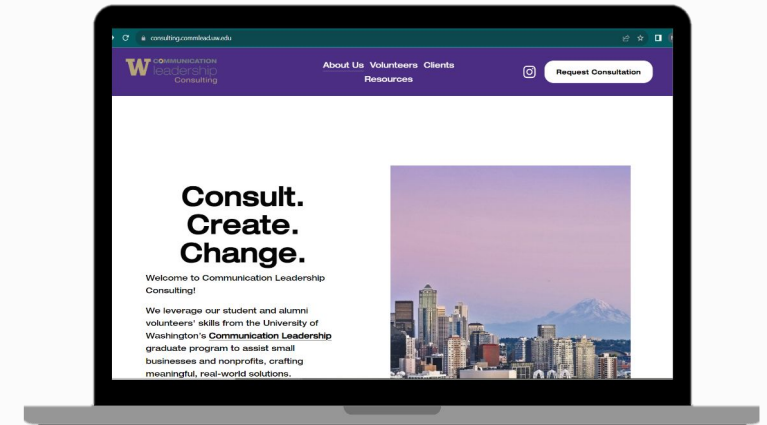 consulting.commlead.uw.edu
W COMMUNICATION
leadership
Consulting
About Us Volunteers Clients
Resources
Request Consultation
Consult.
Create.
Change.
Welcome to Communication Leadership
Consulting!
We leverage our student and alumni
volunteers' skills from the University of
Washington's Communication Leadership
graduate program to assist small
businesses and nonprofits, crafting
meaningful, real-world solutions.